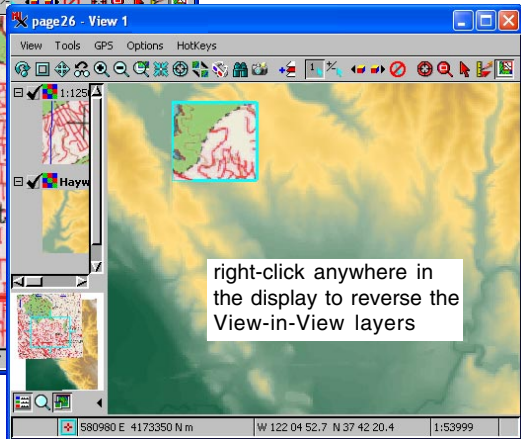 page26 - View 1
View Tools GPS Options HotKeys
1:1250
Hayw
right-click anywhere in
the display to reverse the
View-in-View layers
580980 E 4173350 N m W 122 04 52.7 N 37 42 20.4 1:53999